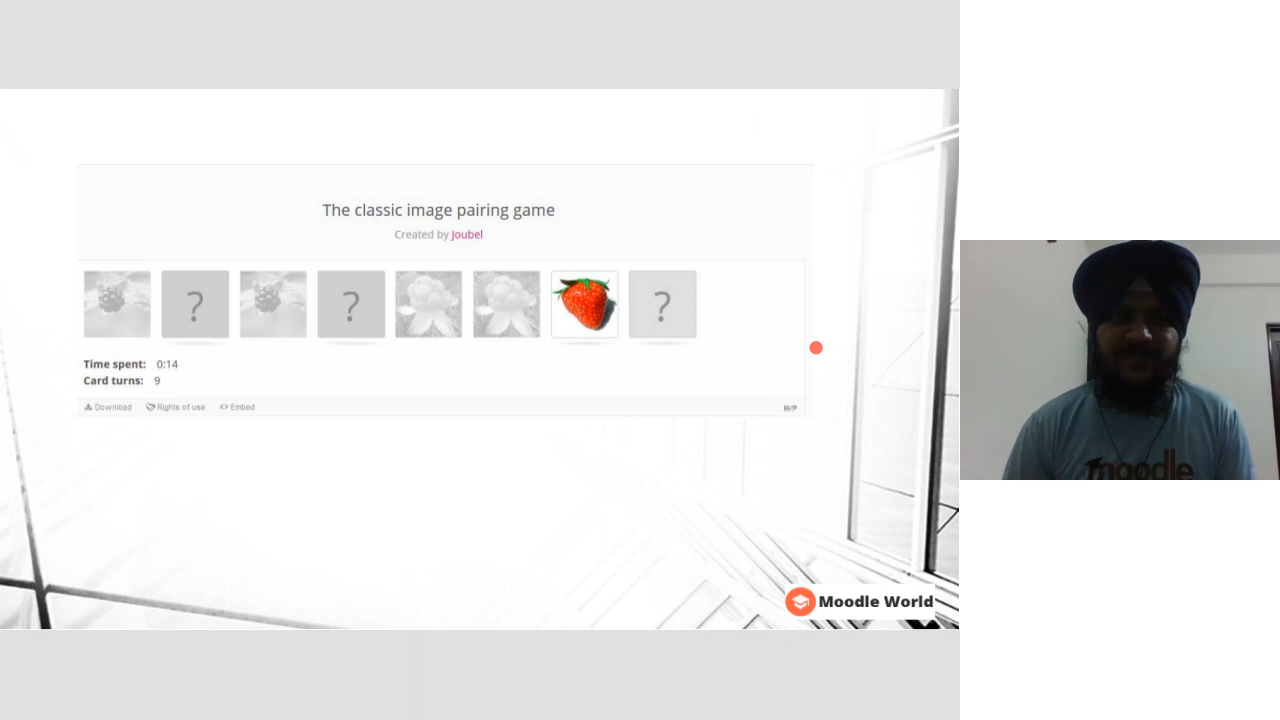 The classic image pairing game
Created by Joubel
?
?
?
Time spent: 0:14
Card turns: 9
Download Rights of use Embed
H5P
Moodle World
moodle